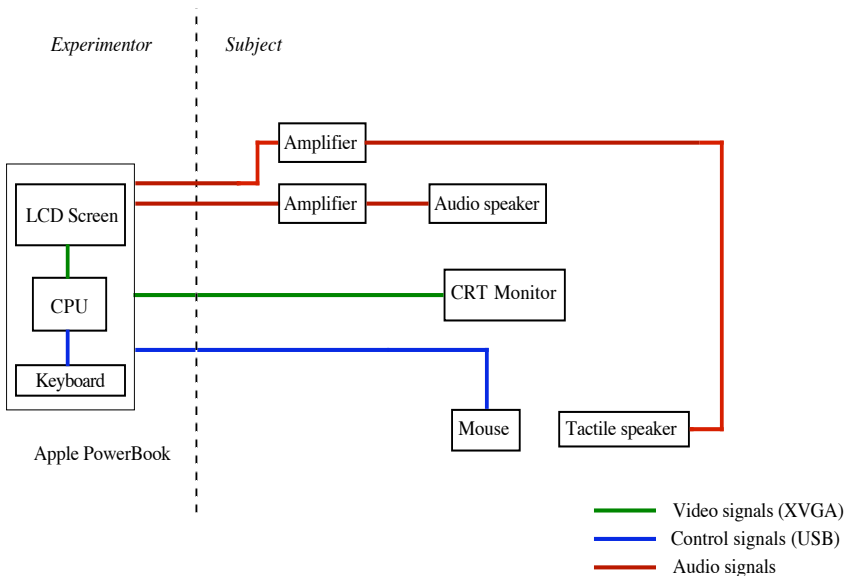 Experimentor
Subject
Amplifier
LCD Screen
Amplifier
Audio speaker
CPU
CRT Monitor
Keyboard
Mouse
Tactile speaker
Apple PowerBook
Video signals (XVGA)
Control signals (USB)
Audio signals